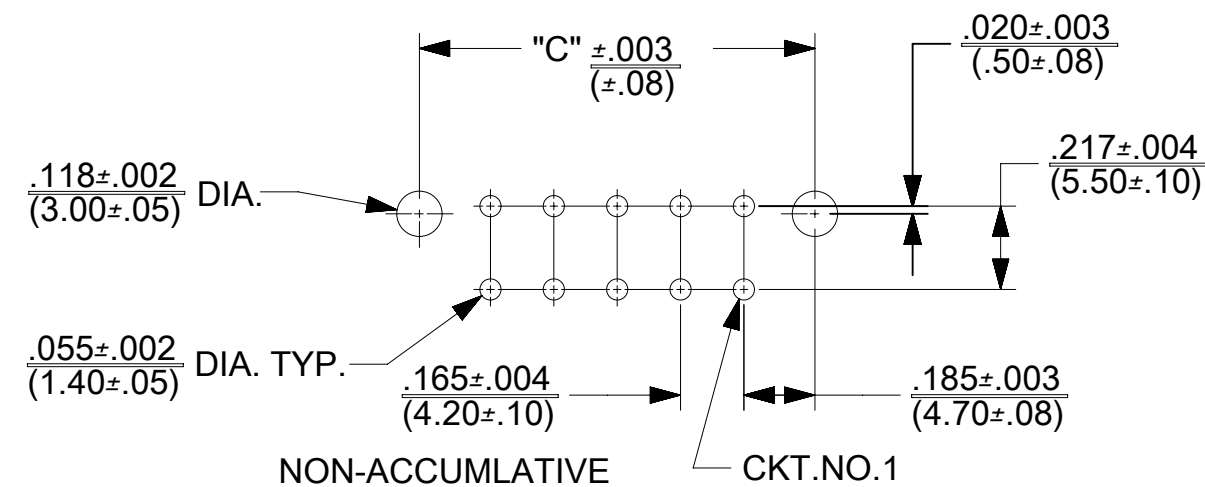 "C" ±.003
(±.08)
.020±.003
(.50±.08)
.118±.002
(3.00±.05) DIA.
.217±.004
(5.50±.10)
.055±.002
(1.40±.05) DIA. TYP.
.165±.004
(4.20±.10)
.185±.003
(4.70±.08)
NON-ACCUMLATIVE
CKT.NO.1